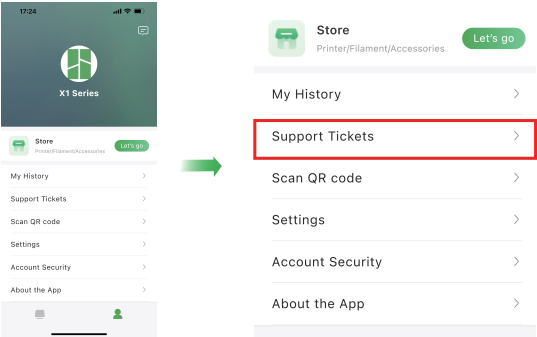 17:24
X1 Series
Store
Printer/Filament/Accessories
Let's go
My History
Support Tickets
Scan QR code
Settings
Account Security
About the App
Store
Printer/Filament/Accessories
Let's go
My History
Support Tickets
Scan QR code
Settings
Account Security
About the App